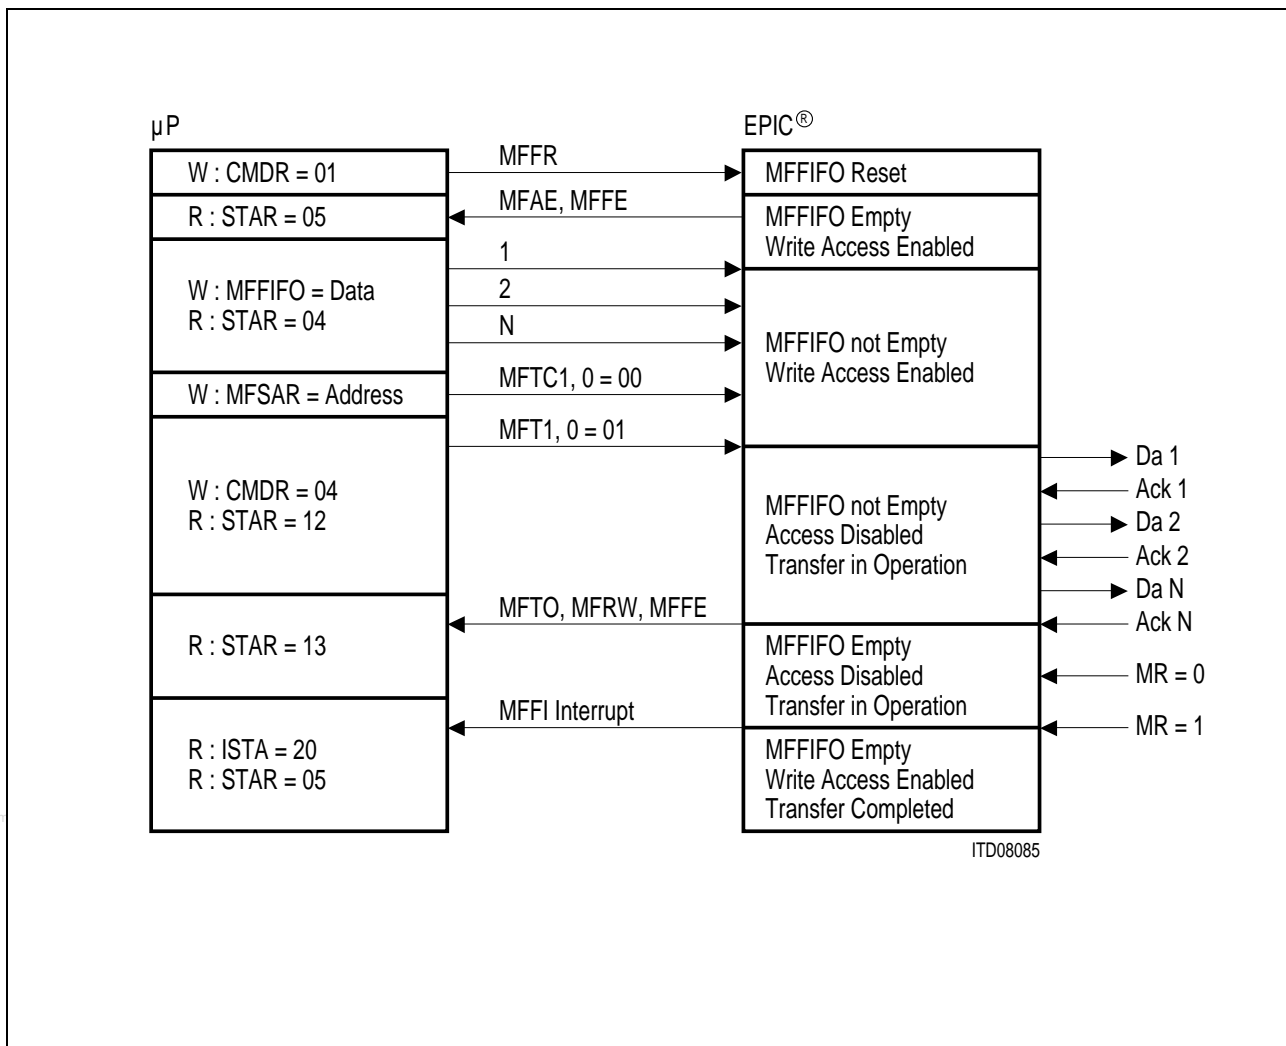 µP
EPIC®
W : CMDR = 01
MFFR
MFFIFO Reset
R : STAR = 05
MFAE, MFFE
MFFIFO Empty
Write Access Enabled
W : MFFIFO = Data
R : STAR = 04
1
2
N
MFFIFO not Empty
Write Access Enabled
W : MFSAR = Address
MFTC1, 0 = 00
MFT1, 0 = 01
W : CMDR = 04
R : STAR = 12
MFFIFO not Empty
Access Disabled
Transfer in Operation
Da 1
Ack 1
Da 2
Ack 2
Da N
Ack N
R : STAR = 13
MFTO, MFRW, MFFE
MFFIFO Empty
Access Disabled
Transfer in Operation
MR = 0
MR = 1
R : ISTA = 20
R : STAR = 05
MFFI Interrupt
MFFIFO Empty
Write Access Enabled
Transfer Completed
ITD08085